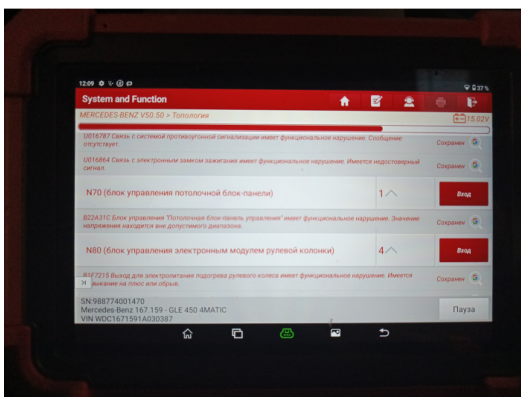 12:09
37%
System and Function
MERCEDES-BENZ V50.50 > Топология
15.02V
U016787 Связь с системой противоугонной сигнализации имеет функциональное нарушение. Сообщение
отсутствует.
Сохранен
U016864 Связь с электронным замком зажигания имеет функциональное нарушение. Имеется недостоверный
сигнал.
Сохранен
N70 (блок управления потолочной блок-панели)
1
Вход
B22A31C Блок управления "Потолочная блок-панель управления" имеет функциональное нарушение. Значение
напряжения находится вне допустимого диапазона.
Сохранен
N80 (блок управления электронным модулем рулевой колонки)
4
Вход
B1F7215 Выход для электропитания подогрева рулевого колеса имеет функциональное нарушение. Имеется
замыкание на плюс или обрыв.
Сохранен
SN:988774001470
Mercedes-Benz 167.159 - GLE 450 4MATIC
VIN WDC1671591A030387
Пауза